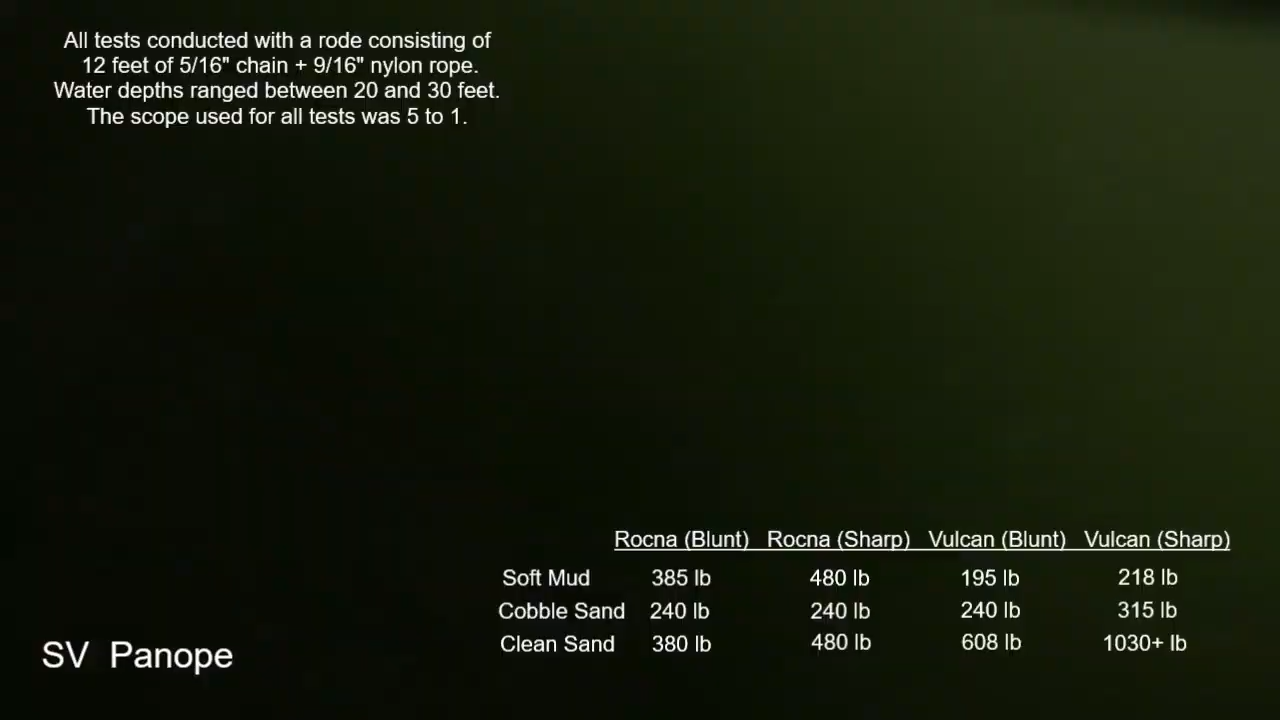 All tests conducted with a rode consisting of
12 feet of 5/16" chain + 9/16" nylon rope.
Water depths ranged between 20 and 30 feet.
The scope used for all tests was 5 to 1.
Rocna (Blunt) Rocna (Sharp) Vulcan (Blunt) Vulcan (Sharp)
Soft Mud 385 lb 480 lb 195 lb 218 lb
Cobble Sand 240 lb 240 lb 240 lb 315 lb
Clean Sand 380 lb 480 lb 608 lb 1030+ lb
SV Panope